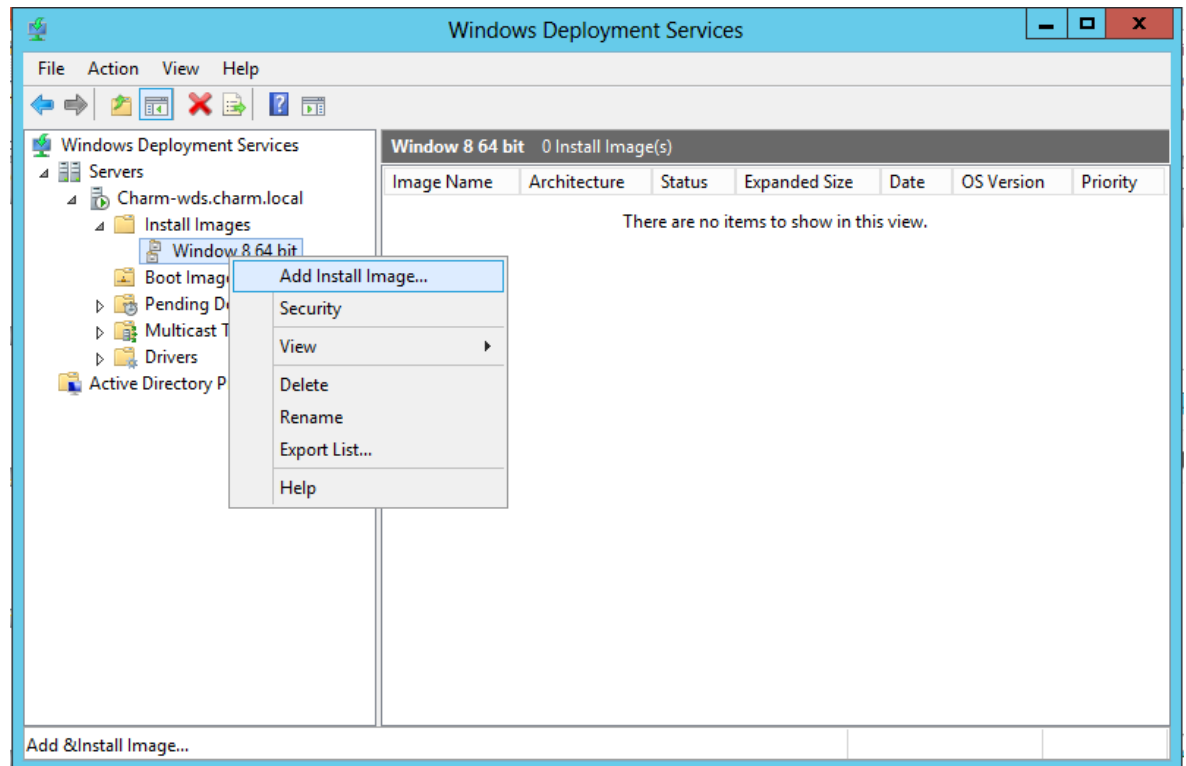 Windows Deployment Services
File Action View Help
Windows Deployment Services
Servers
Charm-wds.charm.local
Install Images
Window 8 64 bit
Boot Imag
Pending D
Multicast T
Drivers
Active Directory P
Add Install Image...
Security
View
Delete
Rename
Export List...
Help
Window 8 64 bit 0 Install Image(s)
Image Name Architecture Status Expanded Size Date OS Version Priority
There are no items to show in this view.
Add &Install Image...